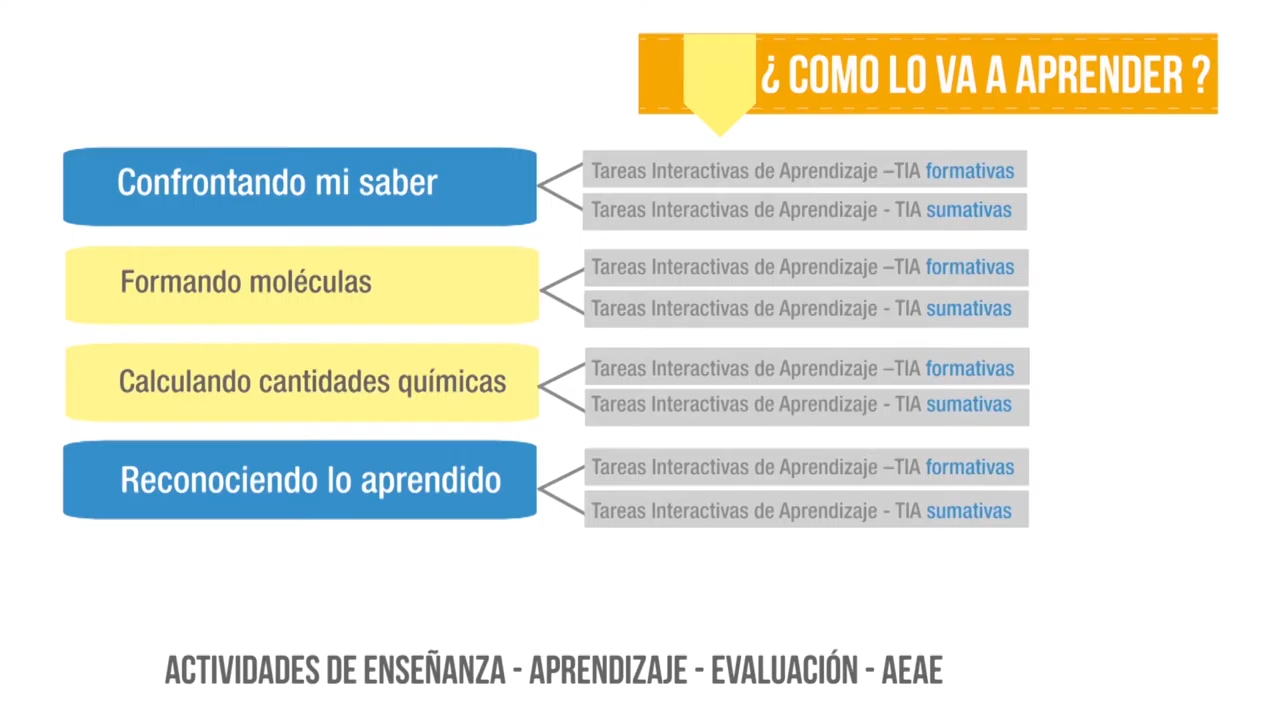 ¿ COMO LO VA A APRENDER ?
Confrontando mi saber
Tareas Interactivas de Aprendizaje –TIA formativas
Tareas Interactivas de Aprendizaje - TIA sumativas
Formando moléculas
Tareas Interactivas de Aprendizaje –TIA formativas
Tareas Interactivas de Aprendizaje - TIA sumativas
Calculando cantidades químicas
Tareas Interactivas de Aprendizaje –TIA formativas
Tareas Interactivas de Aprendizaje - TIA sumativas
Reconociendo lo aprendido
Tareas Interactivas de Aprendizaje –TIA formativas
Tareas Interactivas de Aprendizaje - TIA sumativas
ACTIVIDADES DE ENSEÑANZA - APRENDIZAJE - EVALUACIÓN - AEAE